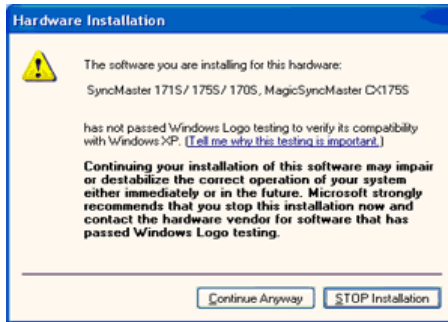 Hardware Installation
The software you are installing for this hardware:
SyncMaster 171S/ 175S/ 170S, MagicSyncMaster CX175S
has not passed Windows Logo testing to verify its compatibility
with Windows XP. (Tell me why this testing is important.)
Continuing your installation of this software may impair
or destabilize the correct operation of your system
either immediately or in the future. Microsoft strongly
recommends that you stop this installation now and
contact the hardware vendor for software that has
passed Windows Logo testing.
Continue Anyway STOP Installation